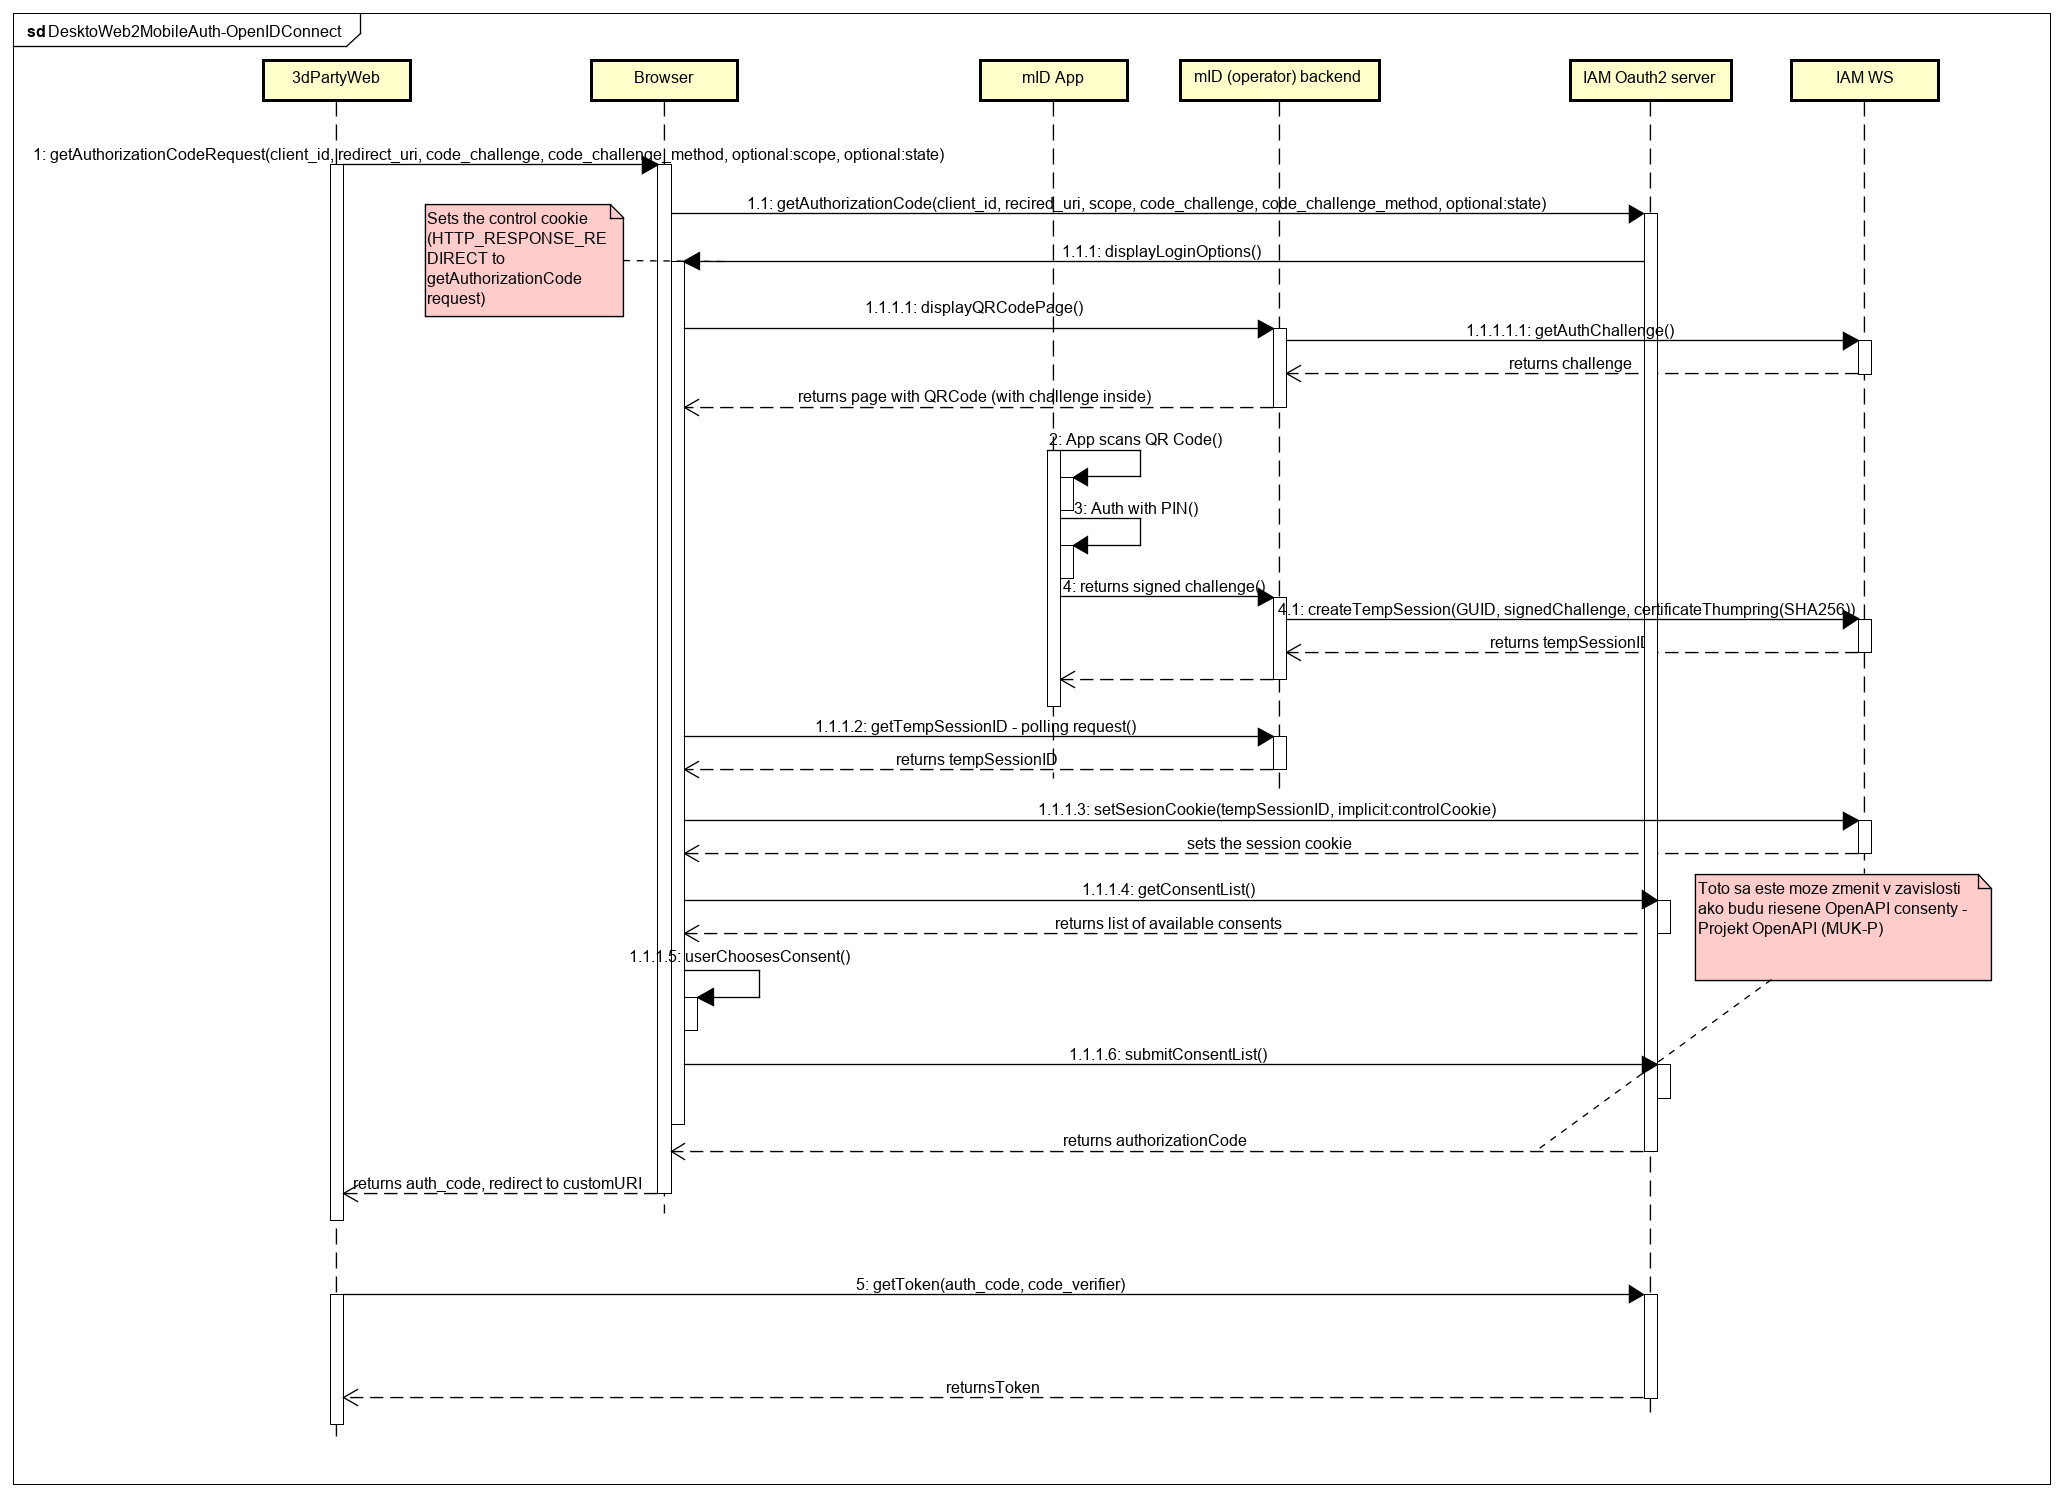 sd DesktoWeb2MobileAuth-OpenIDConnect
3dPartyWeb
Browser
mID App
mID (operator) backend
IAM Oauth2 server
IAM WS
1: getAuthorizationCodeRequest(client_id, redirect_uri, code_challenge, code_challenge_method, optional:scope, optional:state)
1.1: getAuthorizationCode(client_id, recired_uri, scope, code_challenge, code_challenge_method, optional:state)
Sets the control cookie
(HTTP_RESPONSE_RE
DIRECT to
getAuthorizationCode
request)
1.1.1: displayLoginOptions()
1.1.1.1: displayQRCodePage()
1.1.1.1.1: getAuthChallenge()
returns challenge
returns page with QRCode (with challenge inside)
2: App scans QR Code()
3: Auth with PIN()
4: returns signed challenge()
4.1: createTempSession(GUID, signedChallenge, certificateThumpring(SHA256))
returns tempSessionID
1.1.1.2: getTempSessionID - polling request()
returns tempSessionID
1.1.1.3: setSesionCookie(tempSessionID, implicit:controlCookie)
sets the session cookie
1.1.1.4: getConsentList()
Toto sa este moze zmenit v zavislosti
ako budu riesene OpenAPI consenty -
Projekt OpenAPI (MUK-P)
returns list of available consents
1.1.1.5: userChoosesConsent()
1.1.1.6: submitConsentList()
returns authorizationCode
returns auth_code, redirect to customURI
5: getToken(auth_code, code_verifier)
returnsToken